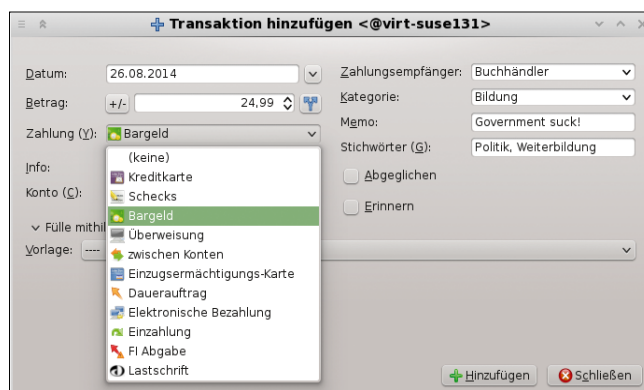 Transaktion hinzufügen <@virt-suse131>
Datum: 26.08.2014
Betrag: +/- 24,99
Zahlung (Y): Bargeld
(keine)
Kreditkarte
Schecks
Bargeld
Überweisung
zwischen Konten
Einzugsermächtigungs-Karte
Dauerauftrag
Elektronische Bezahlung
Einzahlung
FI Abgabe
Lastschrift
Info:
Konto (C):
Fülle mithil
Vorlage: ----
Zahlungsempfänger: Buchhändler
Kategorie: Bildung
Memo: Government suck!
Stichwörter (G): Politik, Weiterbildung
Abgeglichen
Erinnern
Hinzufügen
Schließen